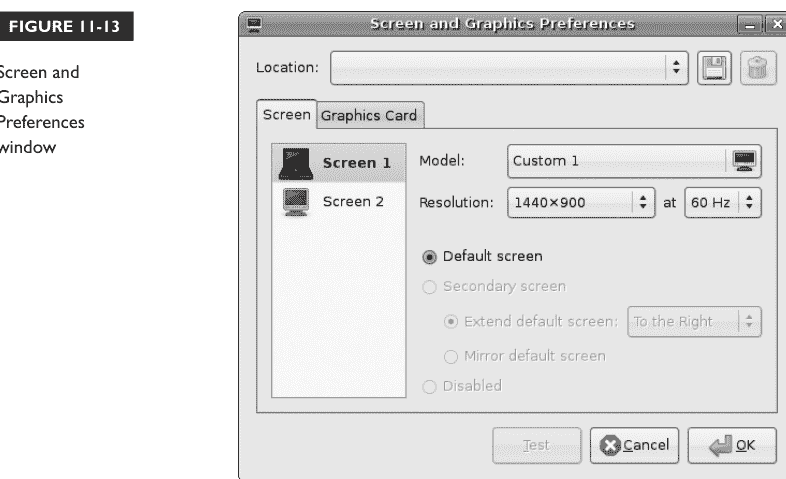 FIGURE 11-13
Screen and
Graphics
Preferences
window
Screen and Graphics Preferences
Location:
Screen
Graphics Card
Screen 1
Screen 2
Model:
Custom 1
Resolution:
1440×900
at
60 Hz
Default screen
Secondary screen
Extend default screen:
To the Right
Mirror default screen
Disabled
Test
Cancel
OK